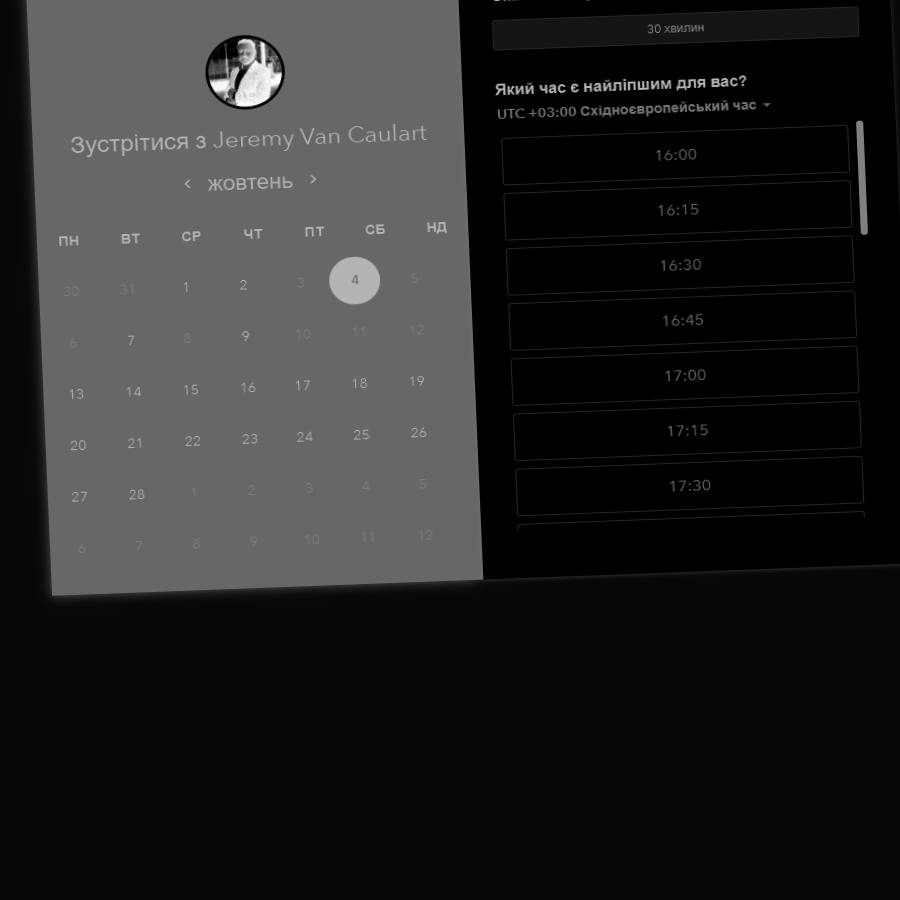 Зустрітися з Jeremy Van Caulart
‹ жовтень ›
ПН ВТ СР ЧТ ПТ СБ НД
30 31 1 2 3 4 5
6 7 8 9 10 11 12
13 14 15 16 17 18 19
20 21 22 23 24 25 26
27 28 1 2 3 4 5
6 7 8 9 10 11 12
30 хвилин
Який час є найліпшим для вас?
UTC +03:00 Східноєвропейський час
16:00
16:15
16:30
16:45
17:00
17:15
17:30